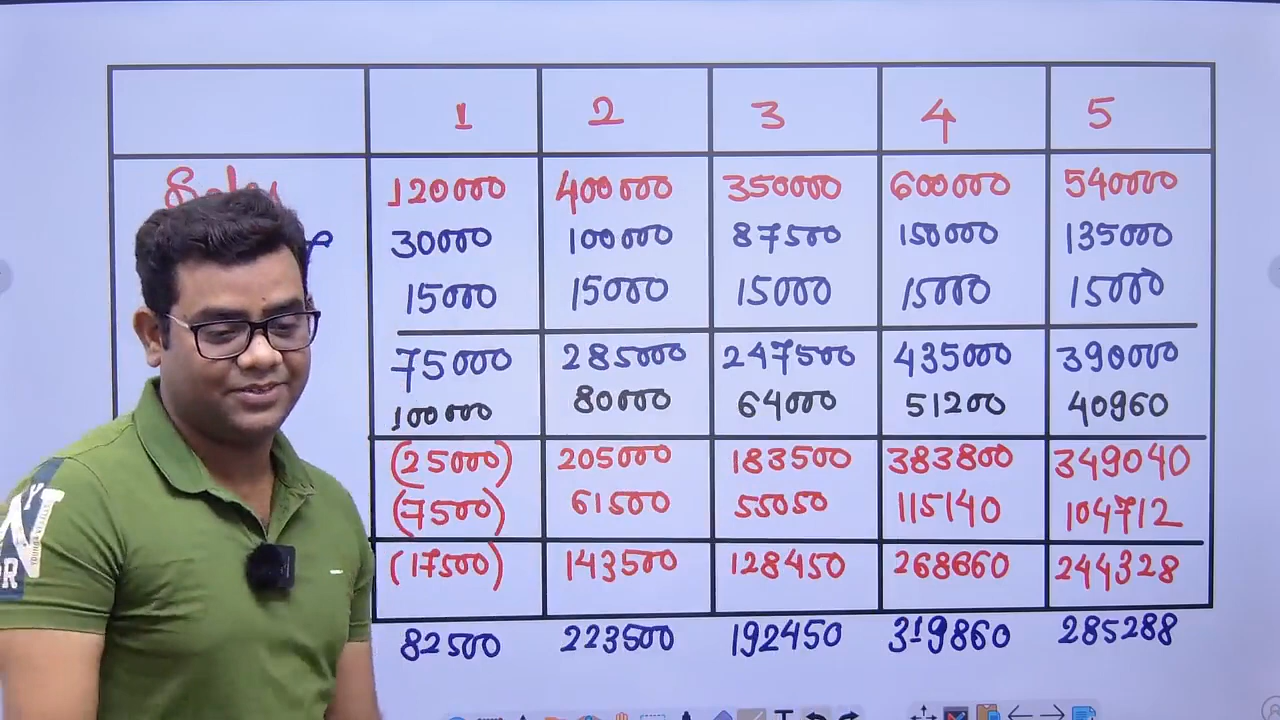 1 2 3 4 5
Sales 120000 400000 350000 600000 540000
30000 100000 87500 150000 135000
15000 15000 15000 15000 15000
75000 285000 247500 435000 390000
100000 80000 64000 51200 40960
(25000) 205000 183500 383800 349040
(7500) 61500 55050 115140 104712
(17500) 143500 128450 268660 244328
82500 223500 192450 319860 285288